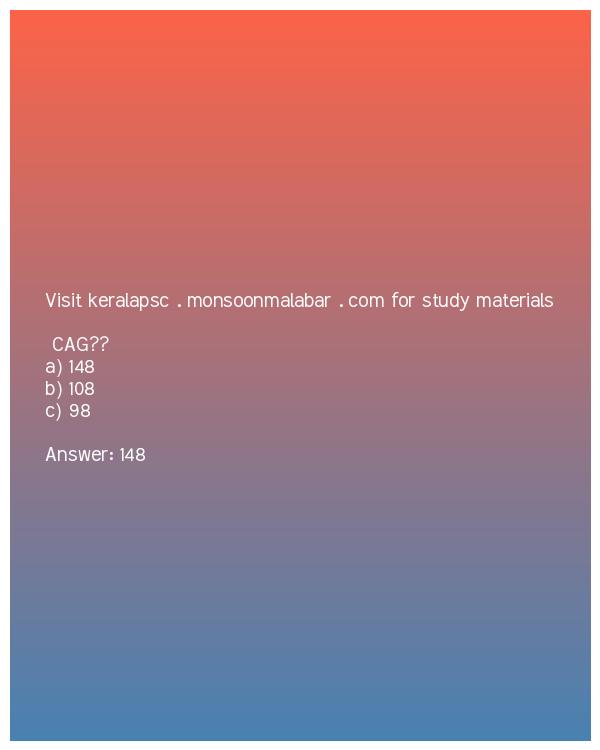 Visit keralapsc . monsoonmalabar . com for study materials
CAG??
a) 148
b) 108
c) 98
Answer: 148